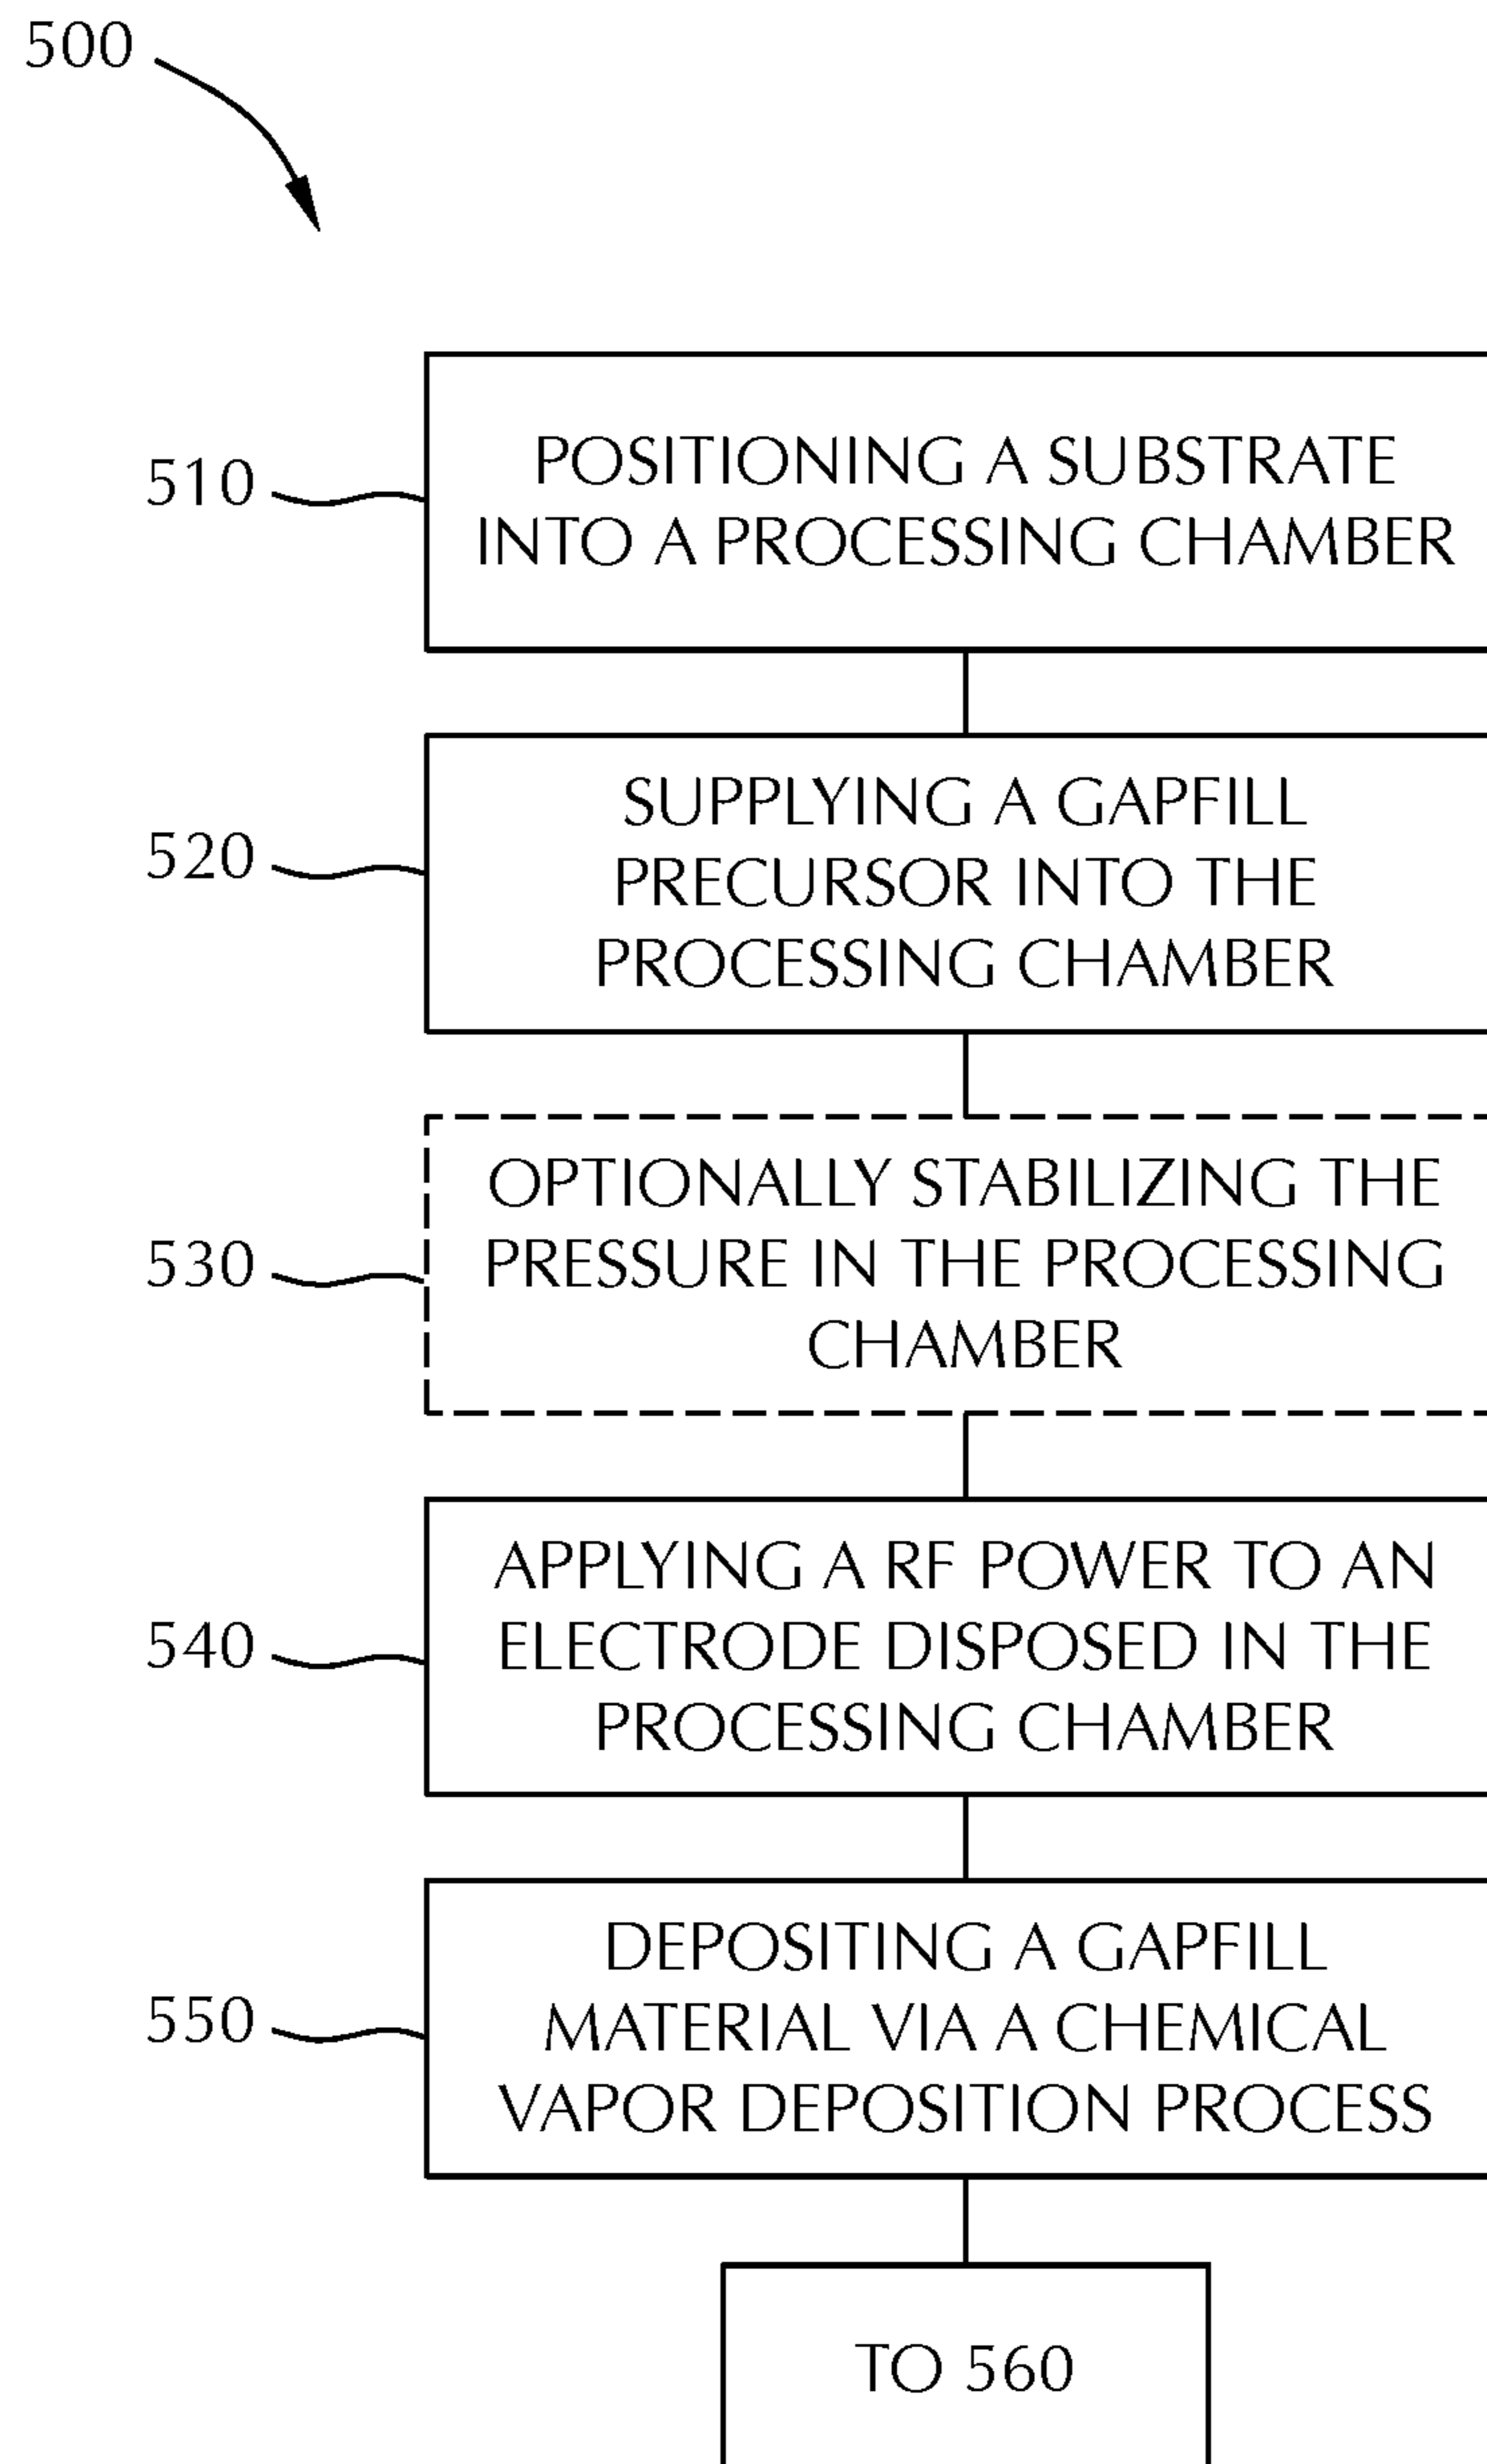 500
510
POSITIONING A SUBSTRATE
INTO A PROCESSING CHAMBER
520
SUPPLYING A GAPFILL
PRECURSOR INTO THE
PROCESSING CHAMBER
530
OPTIONALLY STABILIZING THE
PRESSURE IN THE PROCESSING
CHAMBER
540
APPLYING A RF POWER TO AN
ELECTRODE DISPOSED IN THE
PROCESSING CHAMBER
550
DEPOSITING A GAPFILL
MATERIAL VIA A CHEMICAL
VAPOR DEPOSITION PROCESS
TO 560